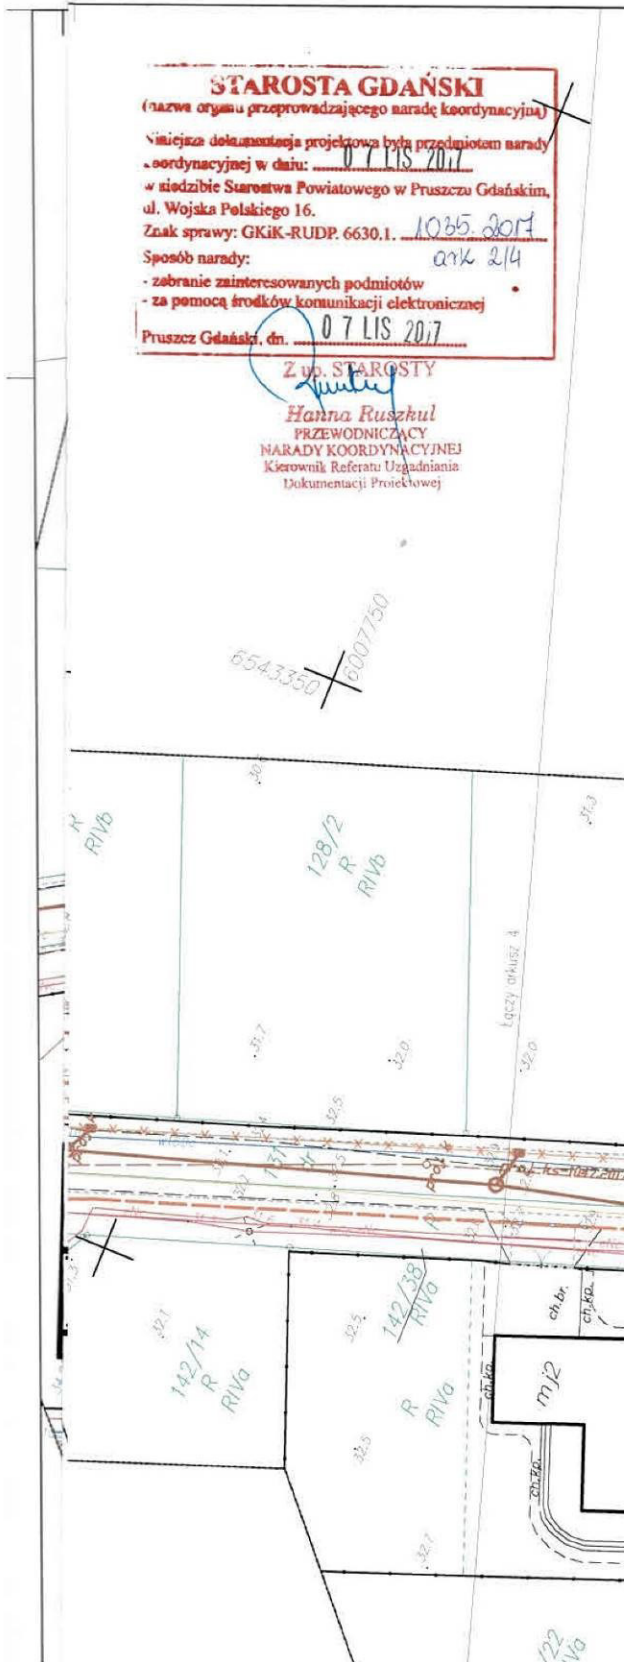 STAROSTA GDAŃSKI
(nazwa organu przeprowadzającego naradę koordynacyjną)
Niniejsza dokumentacja projektowa była przedmiotem narady
koordynacyjnej w dniu: 07 LIS 2017
w siedzibie Starostwa Powiatowego w Pruszczu Gdańskim,
ul. Wojska Polskiego 16.
Znak sprawy: GKiK-RUDP. 6630.1. 1035.2017
ark 2/4
Sposób narady:
- zebranie zainteresowanych podmiotów
- za pomocą środków komunikacji elektronicznej
Pruszcz Gdański, dn. 07 LIS 2017
Z up. STAROSTY
Hanna Ruszkul
PRZEWODNICZĄCY
NARADY KOORDYNACYJNEJ
Kierownik Referatu Uzgadniania
Dokumentacji Projektowej
6543350
6007750
R
RIVb
128/2
R
RIVb
31.3
Łączy arkusz 4
31.7
32.0
32.0
32.5
131
dr
142/14
R
RIVa
32.1
142/38
RIVa
32.5
R
RIVa
32.5
32.7
ch.br.
ch.kp.
ch.kp.
mj2
ch.kp.
/22
RIVa